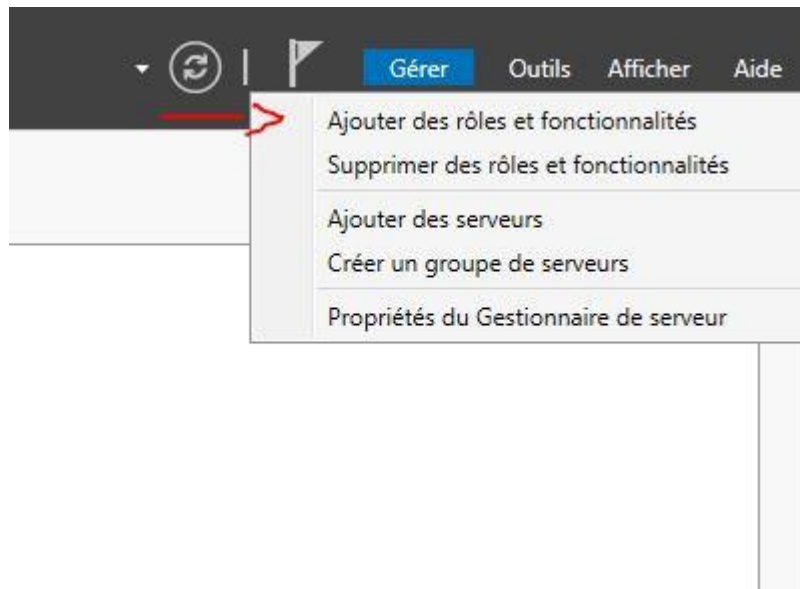 Gérer Outils Afficher Aide
Ajouter des rôles et fonctionnalités
Supprimer des rôles et fonctionnalités
Ajouter des serveurs
Créer un groupe de serveurs
Propriétés du Gestionnaire de serveur